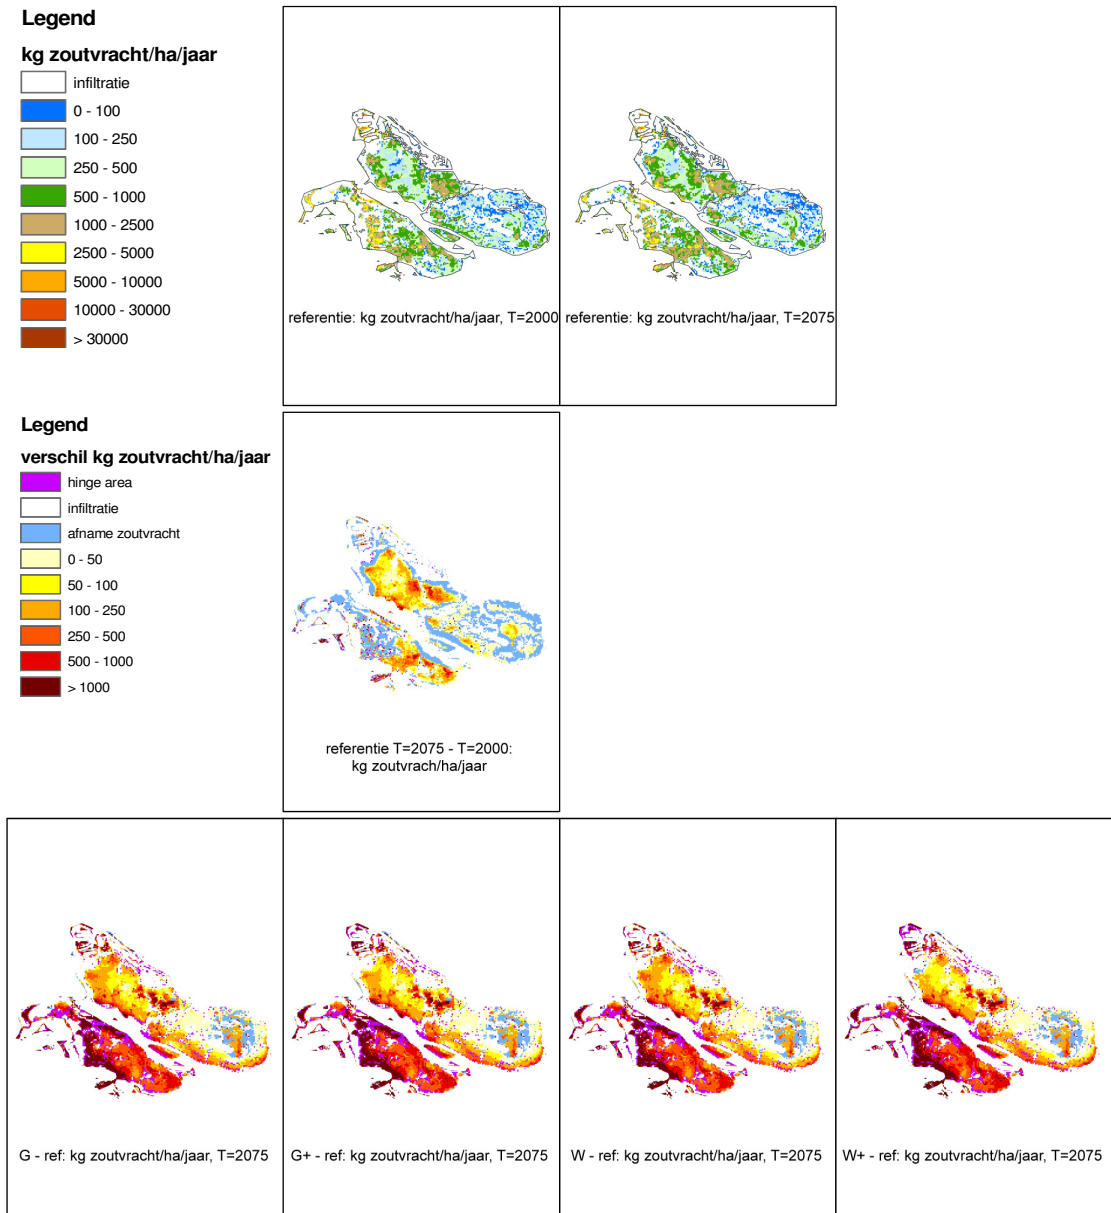 Legend
kg zoutvracht/ha/jaar
infiltratie
0 - 100
100 - 250
250 - 500
500 - 1000
1000 - 2500
2500 - 5000
5000 - 10000
10000 - 30000
> 30000
referentie: kg zoutvracht/ha/jaar, T=2000
referentie: kg zoutvracht/ha/jaar, T=2075
Legend
verschil kg zoutvracht/ha/jaar
hinge area
infiltratie
afname zoutvracht
0 - 50
50 - 100
100 - 250
250 - 500
500 - 1000
> 1000
referentie T=2075 - T=2000:
kg zoutvrach/ha/jaar
G - ref: kg zoutvracht/ha/jaar, T=2075
G+ - ref: kg zoutvracht/ha/jaar, T=2075
W - ref: kg zoutvracht/ha/jaar, T=2075
W+ - ref: kg zoutvracht/ha/jaar, T=2075